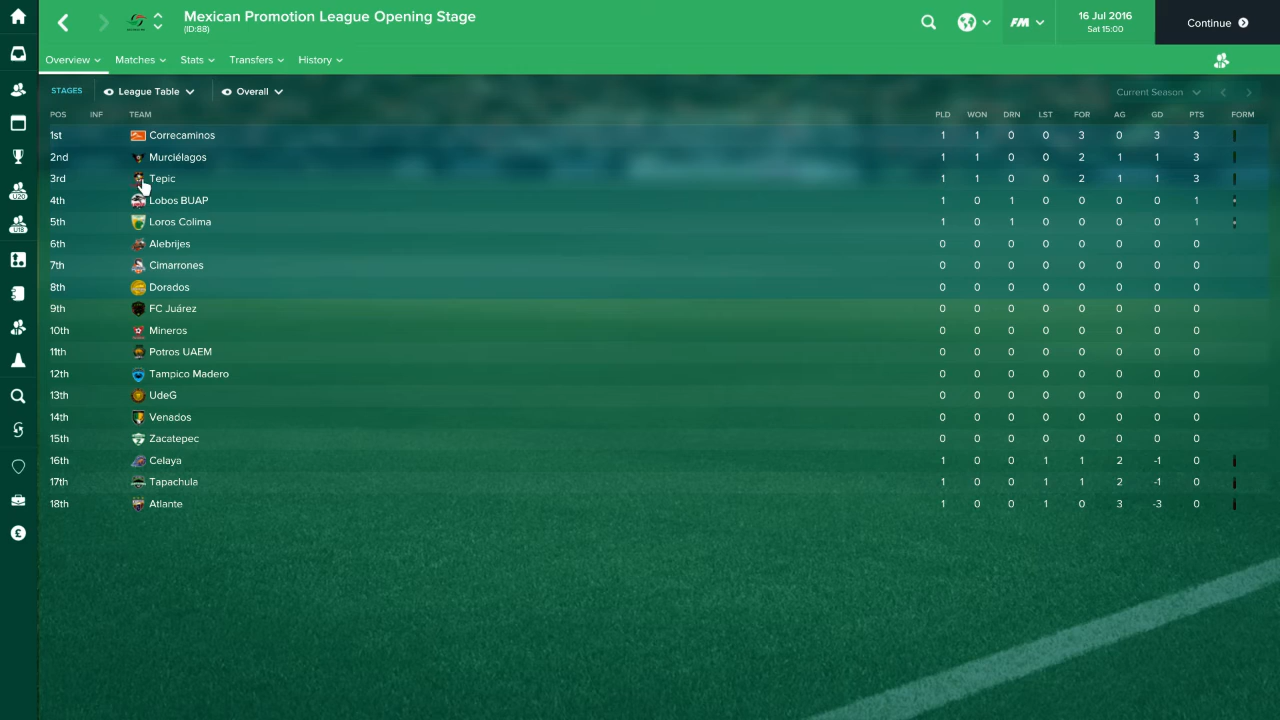 Mexican Promotion League Opening Stage
(ID:88)
FM
16 Jul 2016
Sat 15:00
Continue
Overview Matches Stats Transfers History
STAGES League Table Overall Current Season
POS INF TEAM PLD WON DRN LST FOR AG GD PTS FORM
1st Correcaminos 1 1 0 0 3 0 3 3
2nd Murciélagos 1 1 0 0 2 1 1 3
3rd Tepic 1 1 0 0 2 1 1 3
4th Lobos BUAP 1 0 1 0 0 0 0 1
5th Loros Colima 1 0 1 0 0 0 0 1
6th Alebrijes 0 0 0 0 0 0 0 0
7th Cimarrones 0 0 0 0 0 0 0 0
8th Dorados 0 0 0 0 0 0 0 0
9th FC Juárez 0 0 0 0 0 0 0 0
10th Mineros 0 0 0 0 0 0 0 0
11th Potros UAEM 0 0 0 0 0 0 0 0
12th Tampico Madero 0 0 0 0 0 0 0 0
13th UdeG 0 0 0 0 0 0 0 0
14th Venados 0 0 0 0 0 0 0 0
15th Zacatepec 0 0 0 0 0 0 0 0
16th Celaya 1 0 0 1 1 2 -1 0
17th Tapachula 1 0 0 1 1 2 -1 0
18th Atlante 1 0 0 1 0 3 -3 0
U20
U18